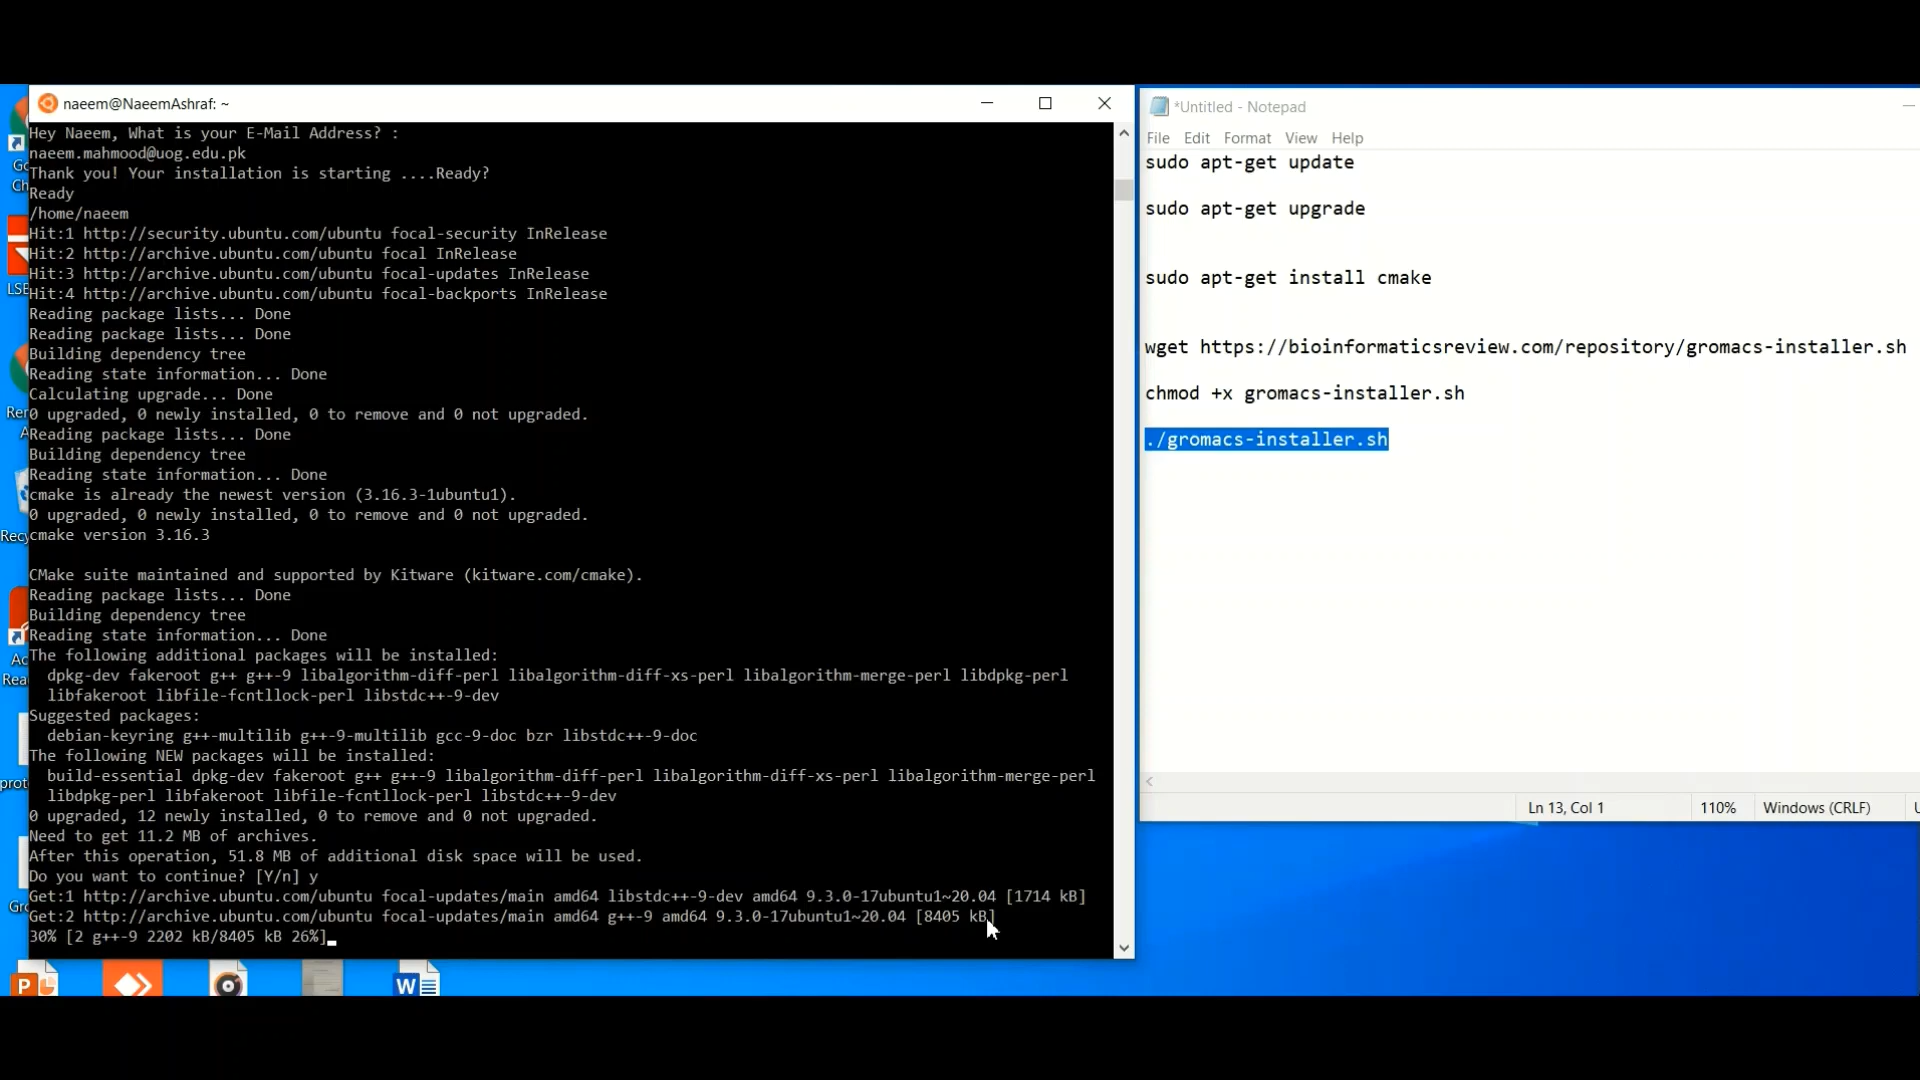 naeem@NaeemAshraf: ~
Hey Naeem, What is your E-Mail Address? :
naeem.mahmood@uog.edu.pk
Thank you! Your installation is starting ....Ready?
Ready
/home/naeem
Hit:1 http://security.ubuntu.com/ubuntu focal-security InRelease
Hit:2 http://archive.ubuntu.com/ubuntu focal InRelease
Hit:3 http://archive.ubuntu.com/ubuntu focal-updates InRelease
Hit:4 http://archive.ubuntu.com/ubuntu focal-backports InRelease
Reading package lists... Done
Reading package lists... Done
Building dependency tree
Reading state information... Done
Calculating upgrade... Done
0 upgraded, 0 newly installed, 0 to remove and 0 not upgraded.
Reading package lists... Done
Building dependency tree
Reading state information... Done
cmake is already the newest version (3.16.3-1ubuntu1).
0 upgraded, 0 newly installed, 0 to remove and 0 not upgraded.
cmake version 3.16.3
CMake suite maintained and supported by Kitware (kitware.com/cmake).
Reading package lists... Done
Building dependency tree
Reading state information... Done
The following additional packages will be installed:
dpkg-dev fakeroot g++ g++-9 libalgorithm-diff-perl libalgorithm-diff-xs-perl libalgorithm-merge-perl libdpkg-perl
libfakeroot libfile-fcntllock-perl libstdc++-9-dev
Suggested packages:
debian-keyring g++-multilib g++-9-multilib gcc-9-doc bzr libstdc++-9-doc
The following NEW packages will be installed:
build-essential dpkg-dev fakeroot g++ g++-9 libalgorithm-diff-perl libalgorithm-diff-xs-perl libalgorithm-merge-perl
libdpkg-perl libfakeroot libfile-fcntllock-perl libstdc++-9-dev
0 upgraded, 12 newly installed, 0 to remove and 0 not upgraded.
Need to get 11.2 MB of archives.
After this operation, 51.8 MB of additional disk space will be used.
Do you want to continue? [Y/n] y
Get:1 http://archive.ubuntu.com/ubuntu focal-updates/main amd64 libstdc++-9-dev amd64 9.3.0-17ubuntu1~20.04 [1714 kB]
Get:2 http://archive.ubuntu.com/ubuntu focal-updates/main amd64 g++-9 amd64 9.3.0-17ubuntu1~20.04 [8405 kB]
30% [2 g++-9 2202 kB/8405 kB 26%]
*Untitled - Notepad
File Edit Format View Help
sudo apt-get update
sudo apt-get upgrade
sudo apt-get install cmake
wget https://bioinformaticsreview.com/repository/gromacs-installer.sh
chmod +x gromacs-installer.sh
./gromacs-installer.sh
Ln 13, Col 1 110% Windows (CRLF)